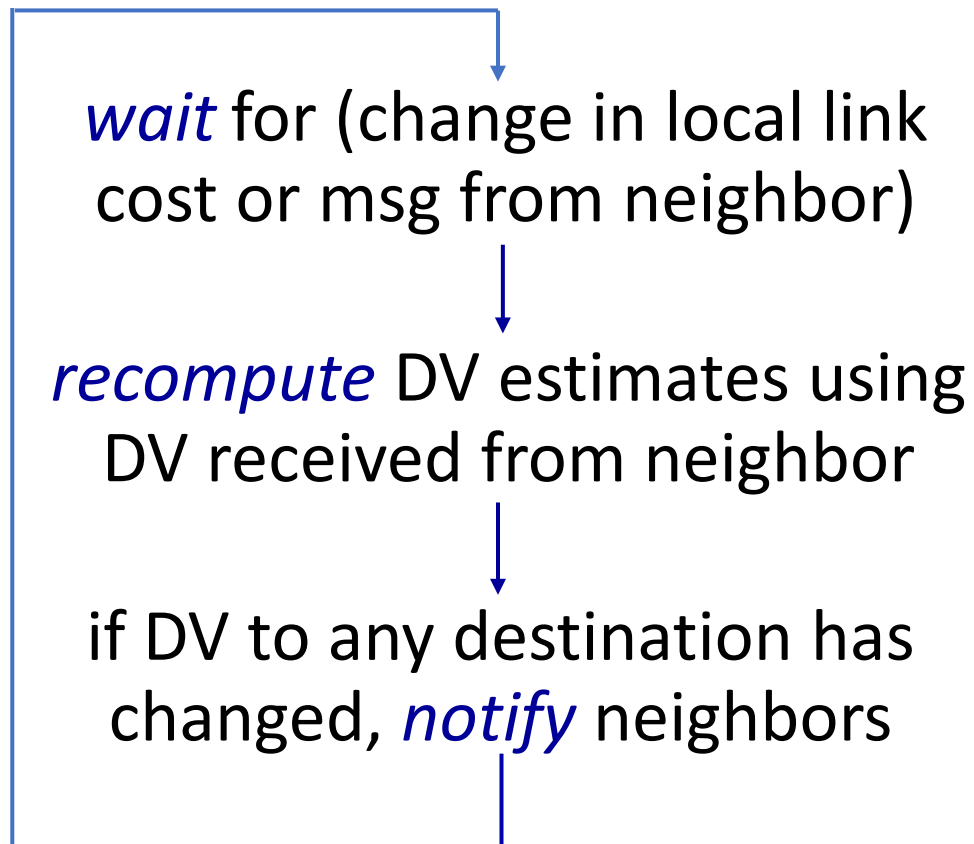 wait for (change in local link
cost or msg from neighbor)
recompute DV estimates using
DV received from neighbor
if DV to any destination has
changed, notify neighbors